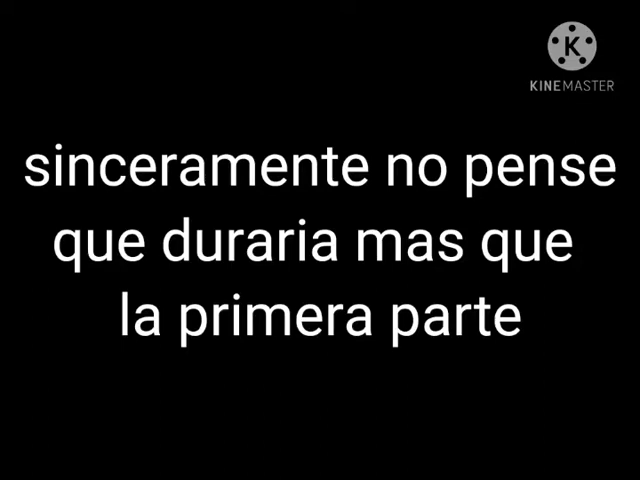 KINEMASTER
sinceramente no pense
que duraria mas que
la primera parte